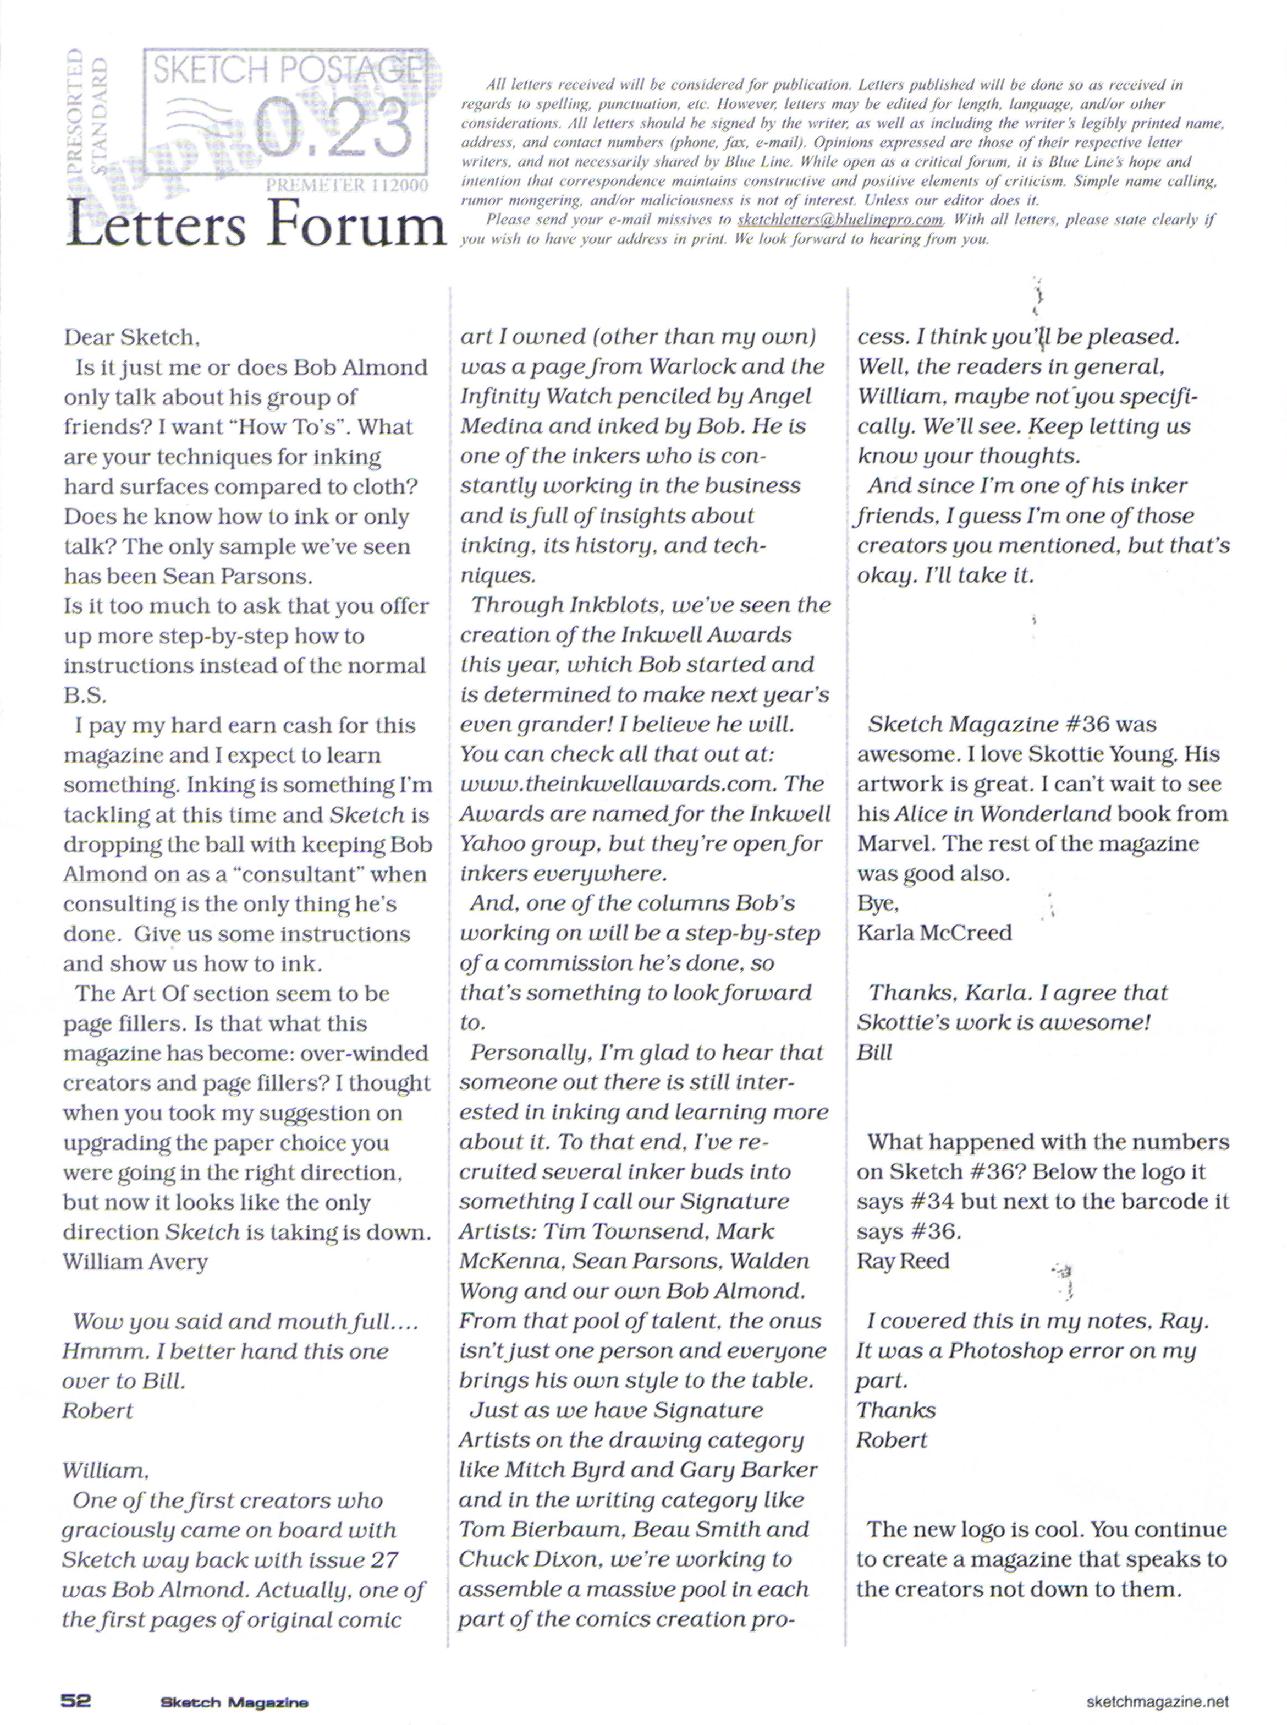 PRESORTED
STANDARD
SKETCH POSTAGE
0.23
APPROVED
PREMETER 112000
Letters Forum
All letters received will be considered for publication. Letters published will be done so as received in
regards to spelling, punctuation, etc. However, letters may be edited for length, language, and/or other
considerations. All letters should be signed by the writer, as well as including the writer's legibly printed name,
address, and contact numbers (phone, fax, e-mail). Opinions expressed are those of their respective letter
writers, and not necessarily shared by Blue Line. While open as a critical forum, it is Blue Line's hope and
intention that correspondence maintains constructive and positive elements of criticism. Simple name calling,
rumor mongering, and/or maliciousness is not of interest. Unless our editor does it.
Please send your e-mail missives to sketchletters@bluelinepro.com. With all letters, please state clearly if
you wish to have your address in print. We look forward to hearing from you.
Dear Sketch,
Is it just me or does Bob Almond
only talk about his group of
friends? I want "How To's". What
are your techniques for inking
hard surfaces compared to cloth?
Does he know how to ink or only
talk? The only sample we've seen
has been Sean Parsons.
Is it too much to ask that you offer
up more step-by-step how to
instructions instead of the normal
B.S.
I pay my hard earn cash for this
magazine and I expect to learn
something. Inking is something I'm
tackling at this time and Sketch is
dropping the ball with keeping Bob
Almond on as a "consultant" when
consulting is the only thing he's
done. Give us some instructions
and show us how to ink.
The Art Of section seem to be
page fillers. Is that what this
magazine has become: over-winded
creators and page fillers? I thought
when you took my suggestion on
upgrading the paper choice you
were going in the right direction,
but now it looks like the only
direction Sketch is taking is down.
William Avery
Wow you said and mouth full....
Hmmm. I better hand this one
over to Bill.
Robert
William,
One of the first creators who
graciously came on board with
Sketch way back with issue 27
was Bob Almond. Actually, one of
the first pages of original comic
art I owned (other than my own)
was a page from Warlock and the
Infinity Watch penciled by Angel
Medina and inked by Bob. He is
one of the inkers who is con-
stantly working in the business
and is full of insights about
inking, its history, and tech-
niques.
Through Inkblots, we've seen the
creation of the Inkwell Awards
this year, which Bob started and
is determined to make next year's
even grander! I believe he will.
You can check all that out at:
www.theinkwellawards.com. The
Awards are named for the Inkwell
Yahoo group, but they're open for
inkers everywhere.
And, one of the columns Bob's
working on will be a step-by-step
of a commission he's done, so
that's something to look forward
to.
Personally, I'm glad to hear that
someone out there is still inter-
ested in inking and learning more
about it. To that end, I've re-
cruited several inker buds into
something I call our Signature
Artists: Tim Townsend, Mark
McKenna, Sean Parsons, Walden
Wong and our own Bob Almond.
From that pool of talent, the onus
isn't just one person and everyone
brings his own style to the table.
Just as we have Signature
Artists on the drawing category
like Mitch Byrd and Gary Barker
and in the writing category like
Tom Bierbaum, Beau Smith and
Chuck Dixon, we're working to
assemble a massive pool in each
part of the comics creation pro-
cess. I think you'll be pleased.
Well, the readers in general,
William, maybe not you specifi-
cally. We'll see. Keep letting us
know your thoughts.
And since I'm one of his inker
friends, I guess I'm one of those
creators you mentioned, but that's
okay. I'll take it.
Sketch Magazine #36 was
awesome. I love Skottie Young. His
artwork is great. I can't wait to see
his Alice in Wonderland book from
Marvel. The rest of the magazine
was good also.
Bye,
Karla McCreed
Thanks, Karla. I agree that
Skottie's work is awesome!
Bill
What happened with the numbers
on Sketch #36? Below the logo it
says #34 but next to the barcode it
says #36.
Ray Reed
I covered this in my notes, Ray.
It was a Photoshop error on my
part.
Thanks
Robert
The new logo is cool. You continue
to create a magazine that speaks to
the creators not down to them.
52 Sketch Magazine
sketchmagazine.net